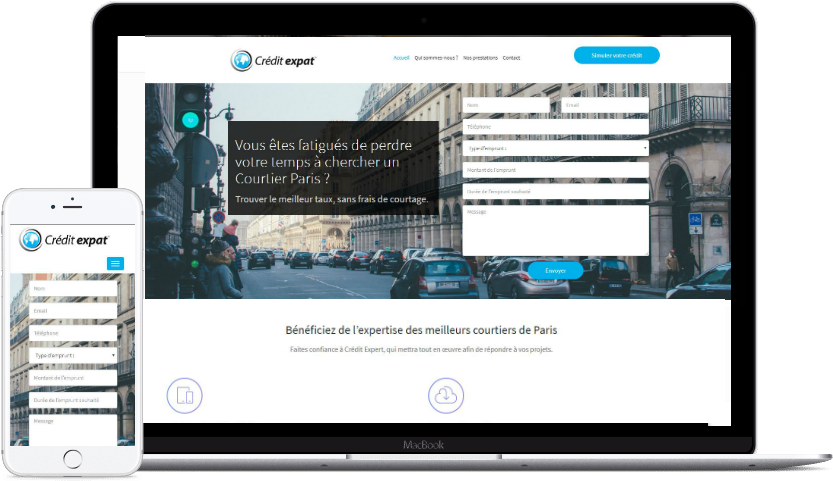 Crédit expat
Accueil Qui sommes-nous ? Nos prestations Contact
Simulez votre crédit
Vous êtes fatigués de perdre
votre temps à chercher un
Courtier Paris ?
Trouver le meilleur taux, sans frais de courtage.
Nom
Email
Téléphone
Type d'emprunt :
Montant de l'emprunt
Durée de l'emprunt souhaité
Message
Envoyer
Bénéficiez de l'expertise des meilleurs courtiers de Paris
Faites confiance à Crédit Expert, qui mettra tout en œuvre afin de répondre à vos projets.
MacBook
Crédit expat
Nom
Email
Téléphone
Type d'emprunt :
Montant de l'emprunt
Durée de l'emprunt souhaité
Message